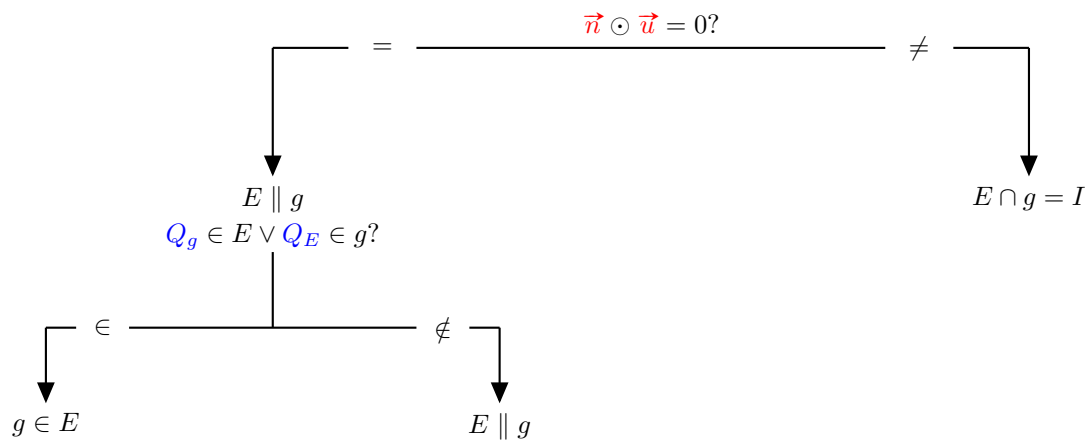 n⃗ ⊙ u⃗ = 0?
= ≠
E ∥ g
E ∩ g = I
Q_g ∈ E ∨ Q_E ∈ g?
∈ ∉
g ∈ E
E ∥ g